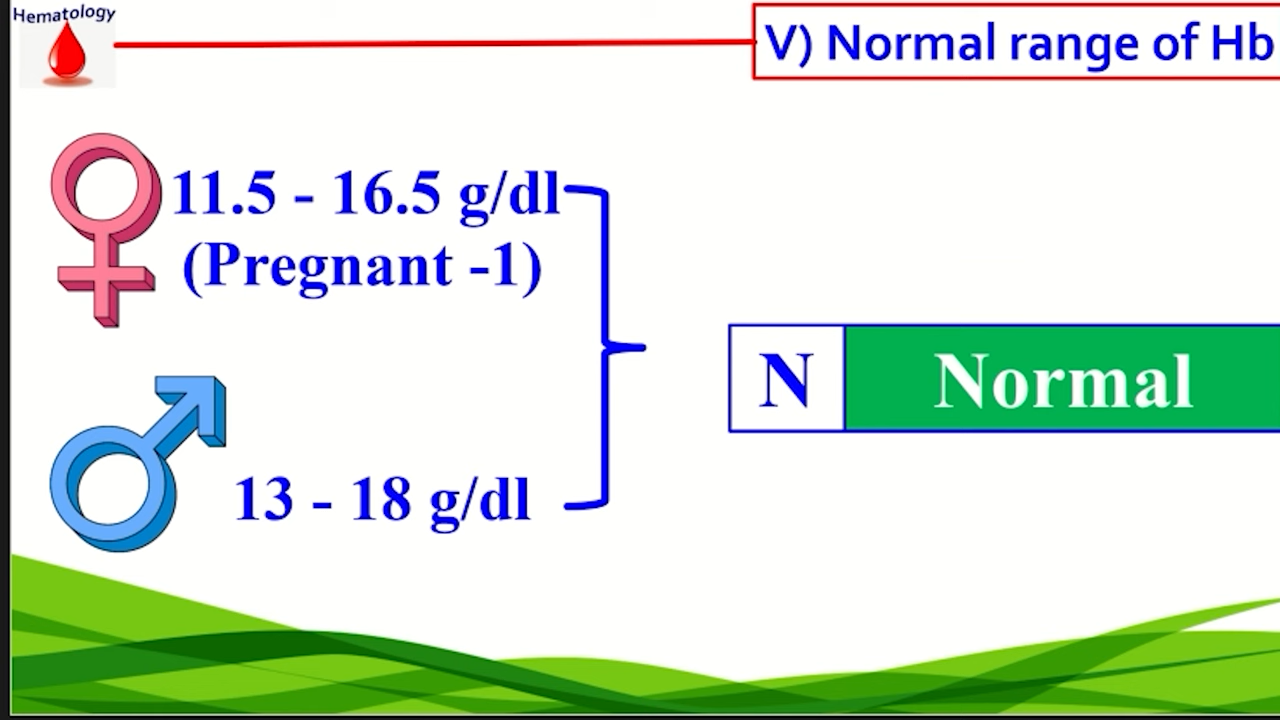 Hematology
V) Normal range of Hb
11.5 - 16.5 g/dl
(Pregnant -1)
N Normal
13 - 18 g/dl